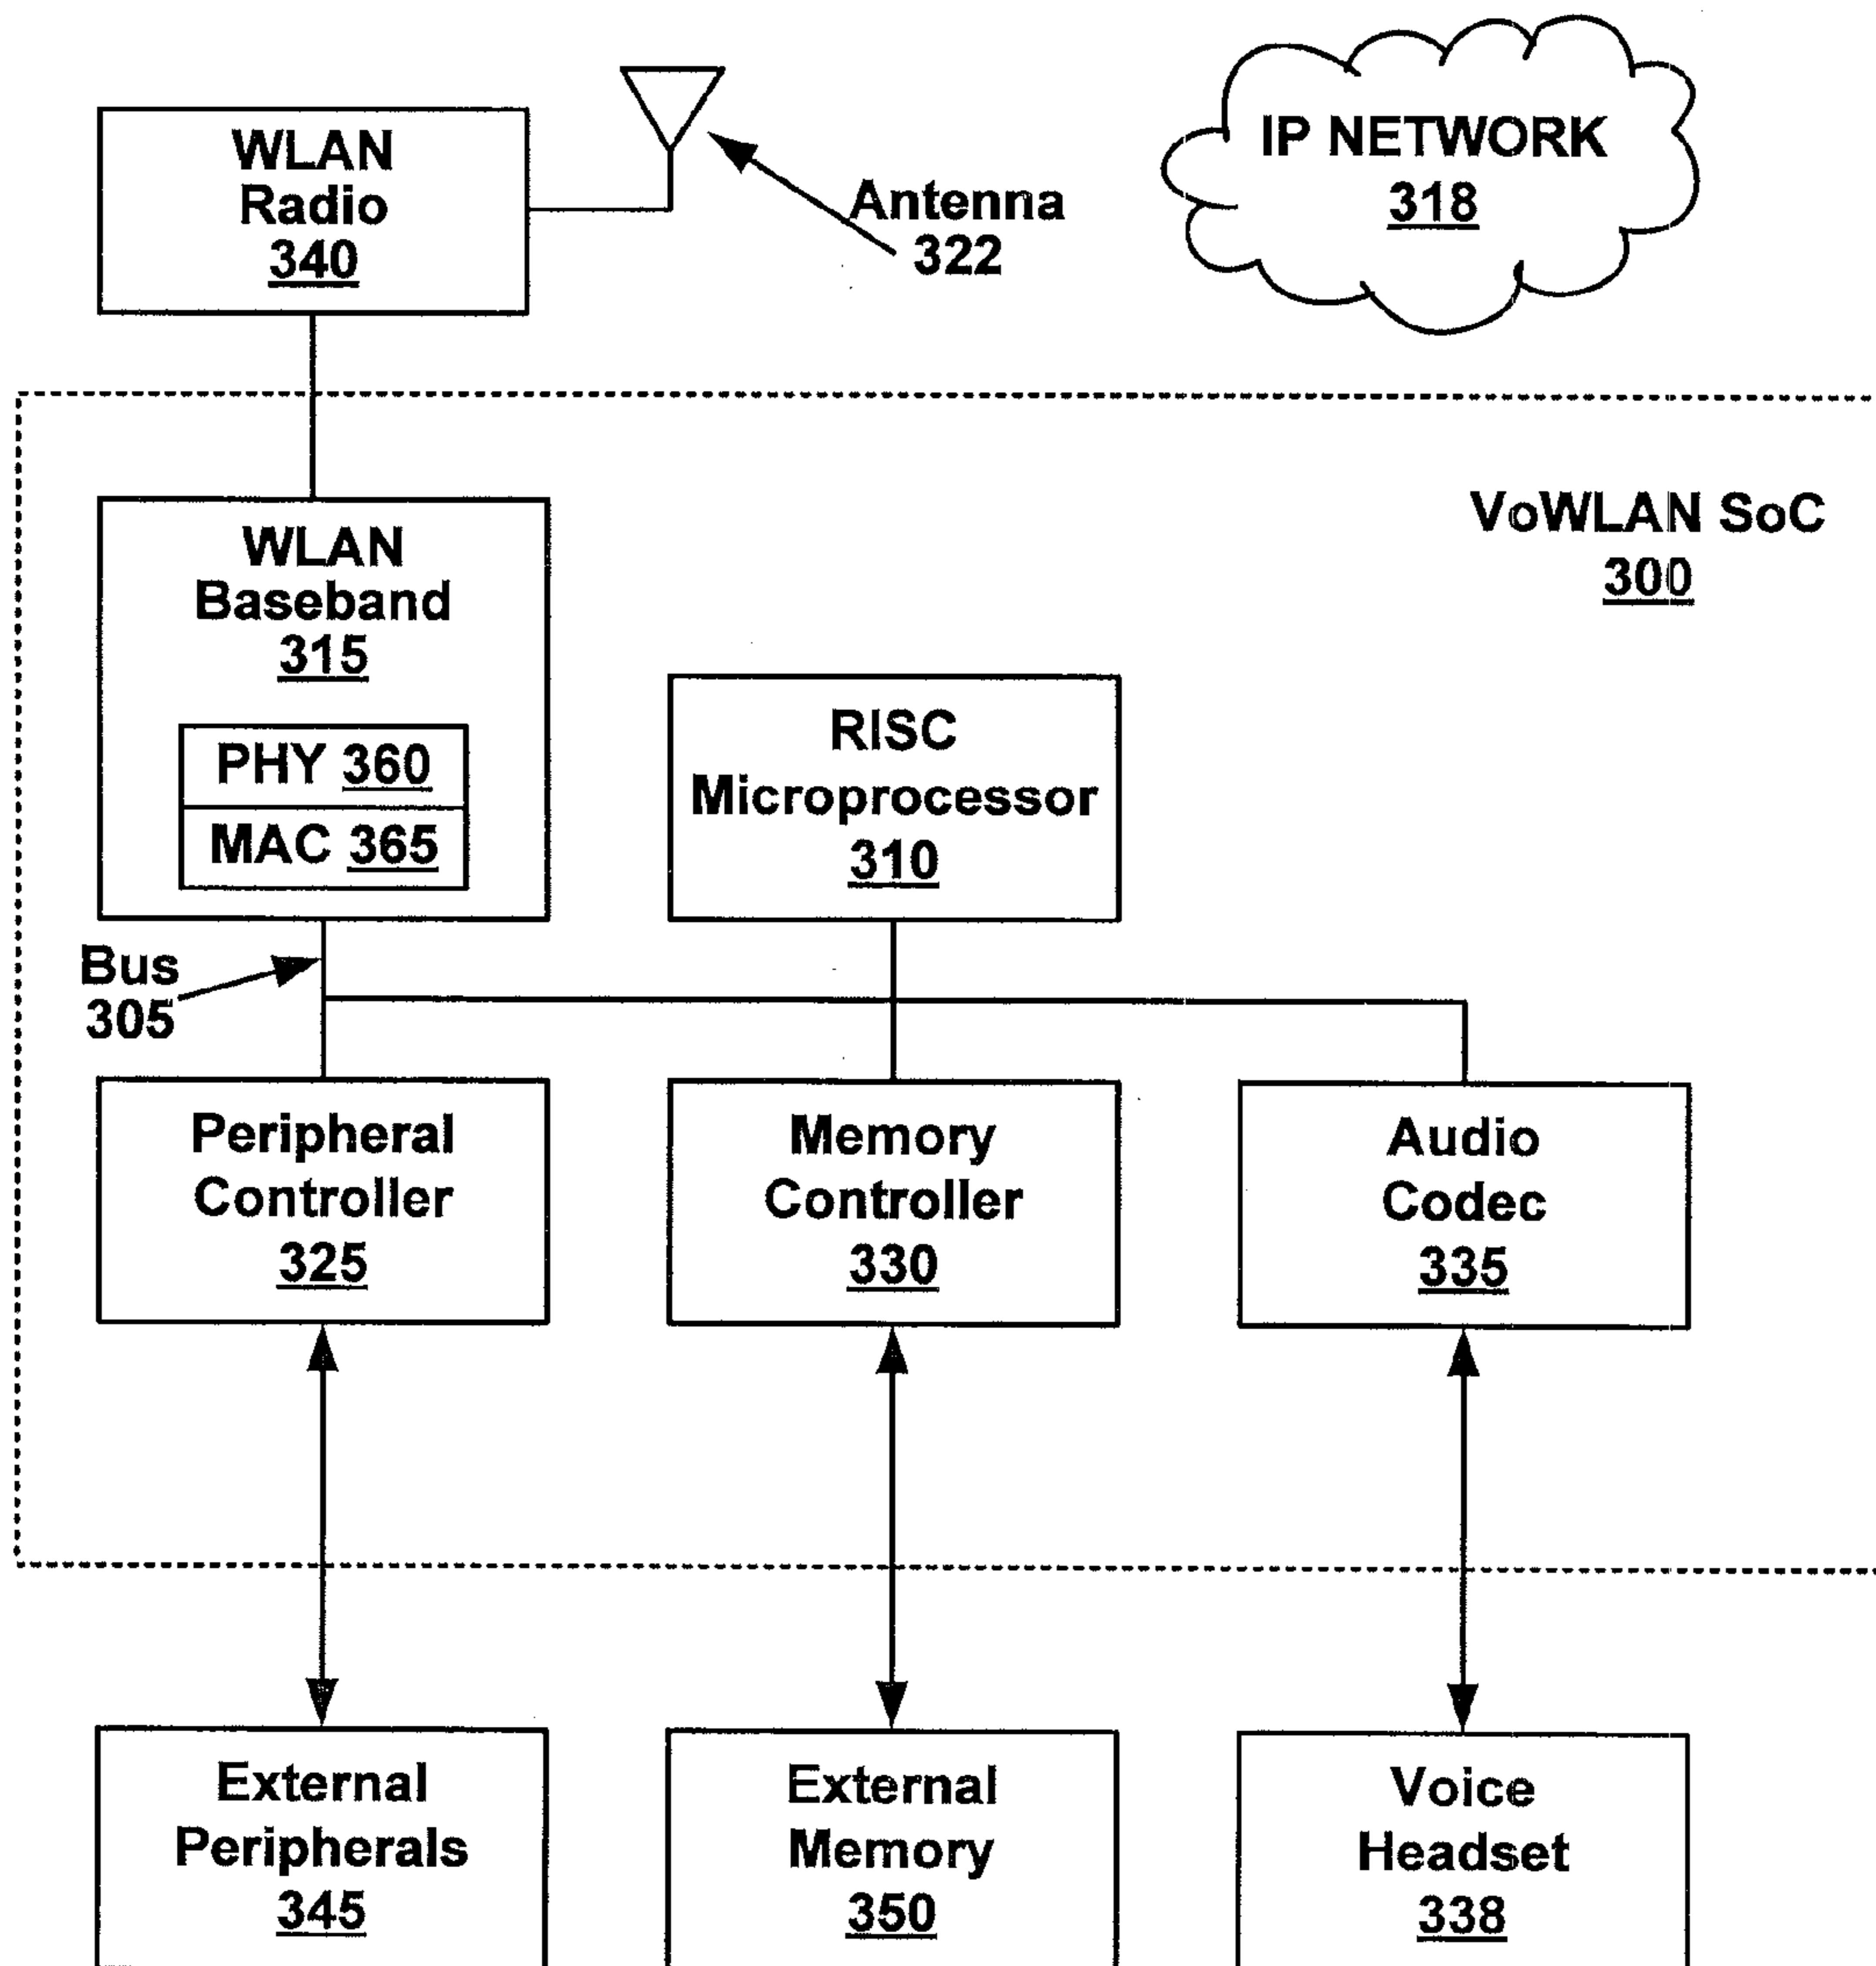 WLAN
Radio
340
Antenna
322
IP NETWORK
318
VoWLAN SoC
300
WLAN
Baseband
315
PHY 360
MAC 365
RISC
Microprocessor
310
Bus
305
Peripheral
Controller
325
Memory
Controller
330
Audio
Codec
335
External
Peripherals
345
External
Memory
350
Voice
Headset
338